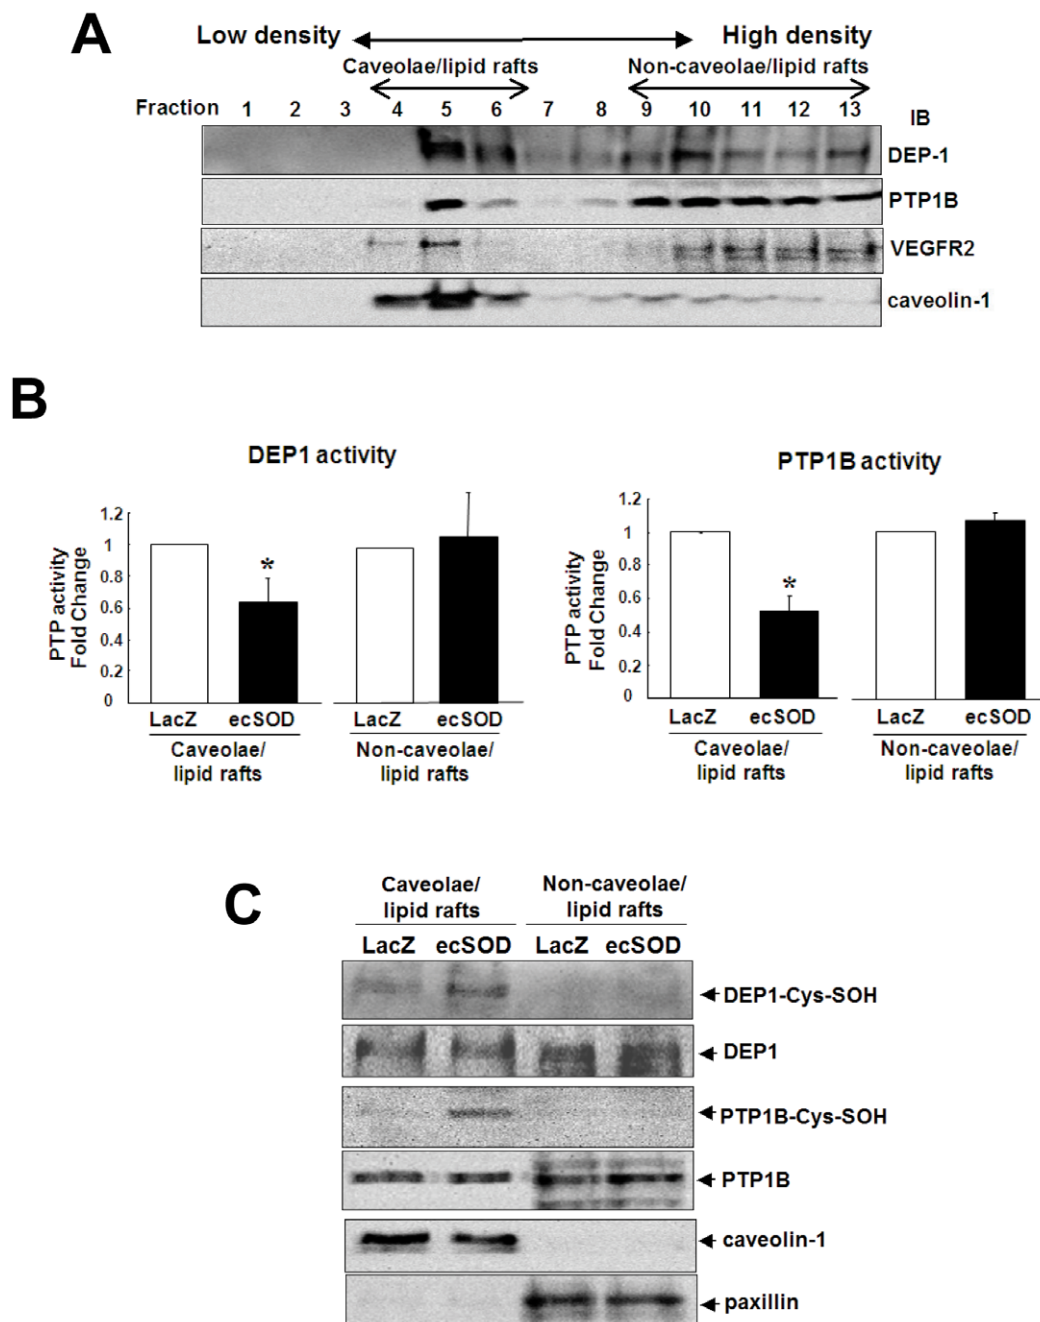 A
Low density
High density
Caveolae/lipid rafts
Non-caveolae/lipid rafts
Fraction 1 2 3 4 5 6 7 8 9 10 11 12 13
IB
DEP-1
PTP1B
VEGFR2
caveolin-1
B
DEP1 activity
PTP activity
Fold Change
1.2
1
0.8
0.6
0.4
0.2
0
*
LacZ ecSOD LacZ ecSOD
Caveolae/
lipid rafts
Non-caveolae/
lipid rafts
PTP1B activity
PTP activity
Fold Change
1.2
1
0.8
0.6
0.4
0.2
0
*
LacZ ecSOD LacZ ecSOD
Caveolae/
lipid rafts
Non-caveolae/
lipid rafts
C
Caveolae/
lipid rafts
Non-caveolae/
lipid rafts
LacZ ecSOD LacZ ecSOD
DEP1-Cys-SOH
DEP1
PTP1B-Cys-SOH
PTP1B
caveolin-1
paxillin